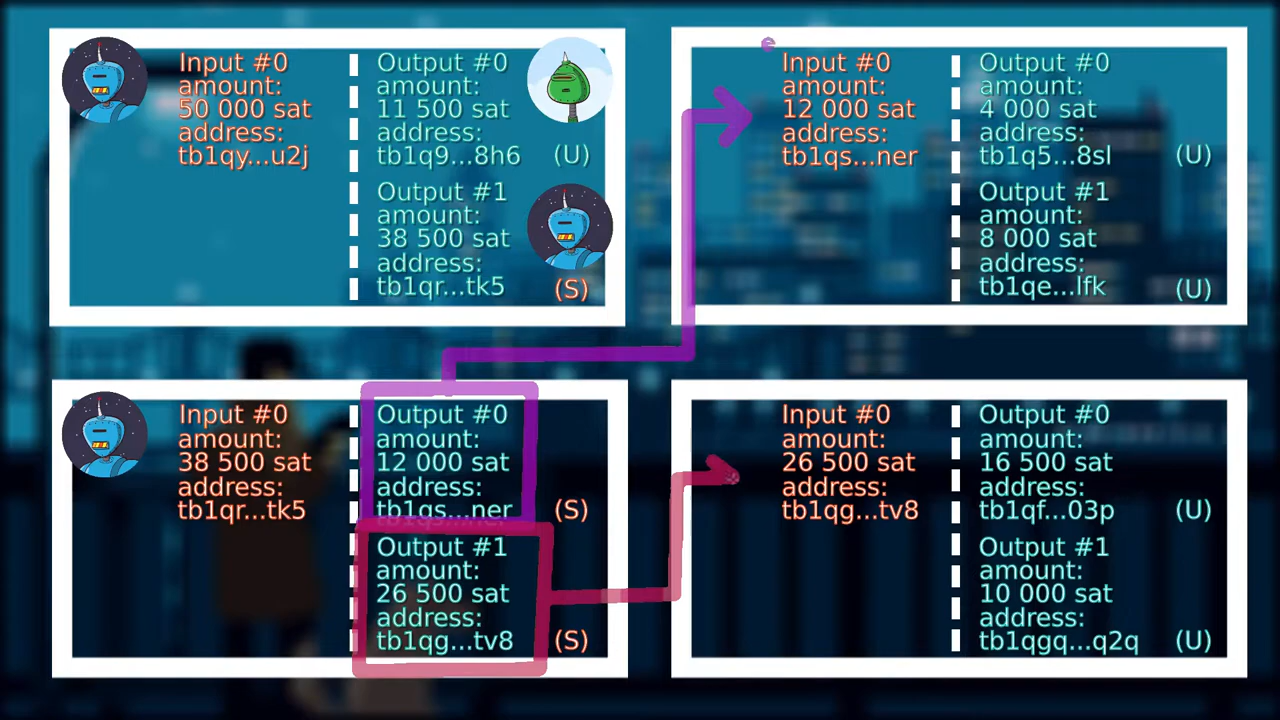 Input #0
amount:
50 000 sat
address:
tb1qy...u2j
Output #0
amount:
11 500 sat
address:
tb1q9...8h6 (U)
Output #1
amount:
38 500 sat
address:
tb1qr...tk5 (S)
Input #0
amount:
12 000 sat
address:
tb1qs...ner
Output #0
amount:
4 000 sat
address:
tb1q5...8sl (U)
Output #1
amount:
8 000 sat
address:
tb1qe...lfk (U)
Input #0
amount:
38 500 sat
address:
tb1qr...tk5
Output #0
amount:
12 000 sat
address:
tb1qs...ner (S)
Output #1
amount:
26 500 sat
address:
tb1qg...tv8 (S)
Input #0
amount:
26 500 sat
address:
tb1qg...tv8
Output #0
amount:
16 500 sat
address:
tb1qf...03p (U)
Output #1
amount:
10 000 sat
address:
tb1qgq...q2q (U)